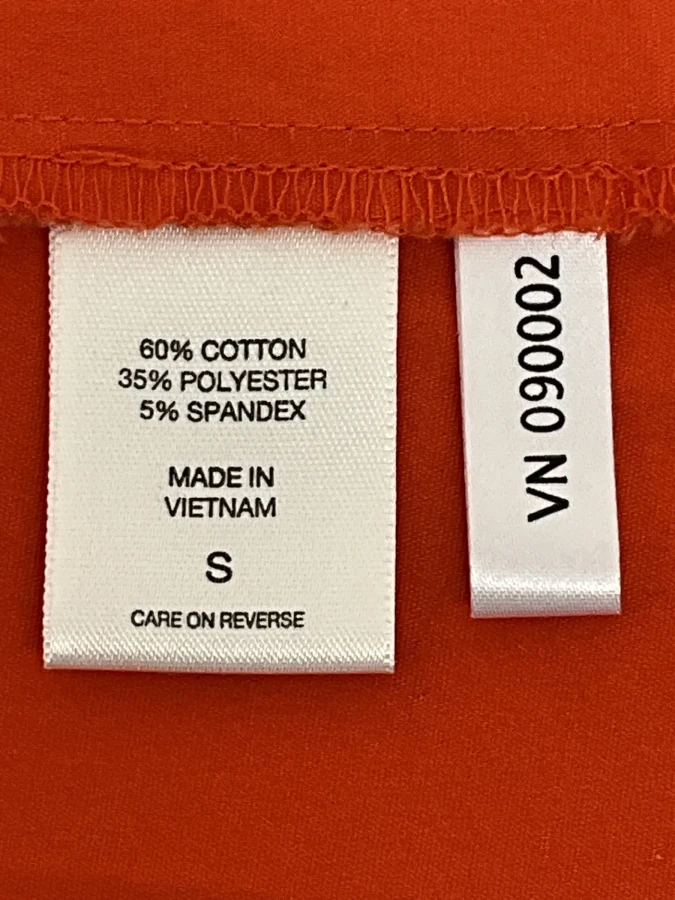 60% COTTON
35% POLYESTER
5% SPANDEX
MADE IN
VIETNAM
S
CARE ON REVERSE
VN 090002